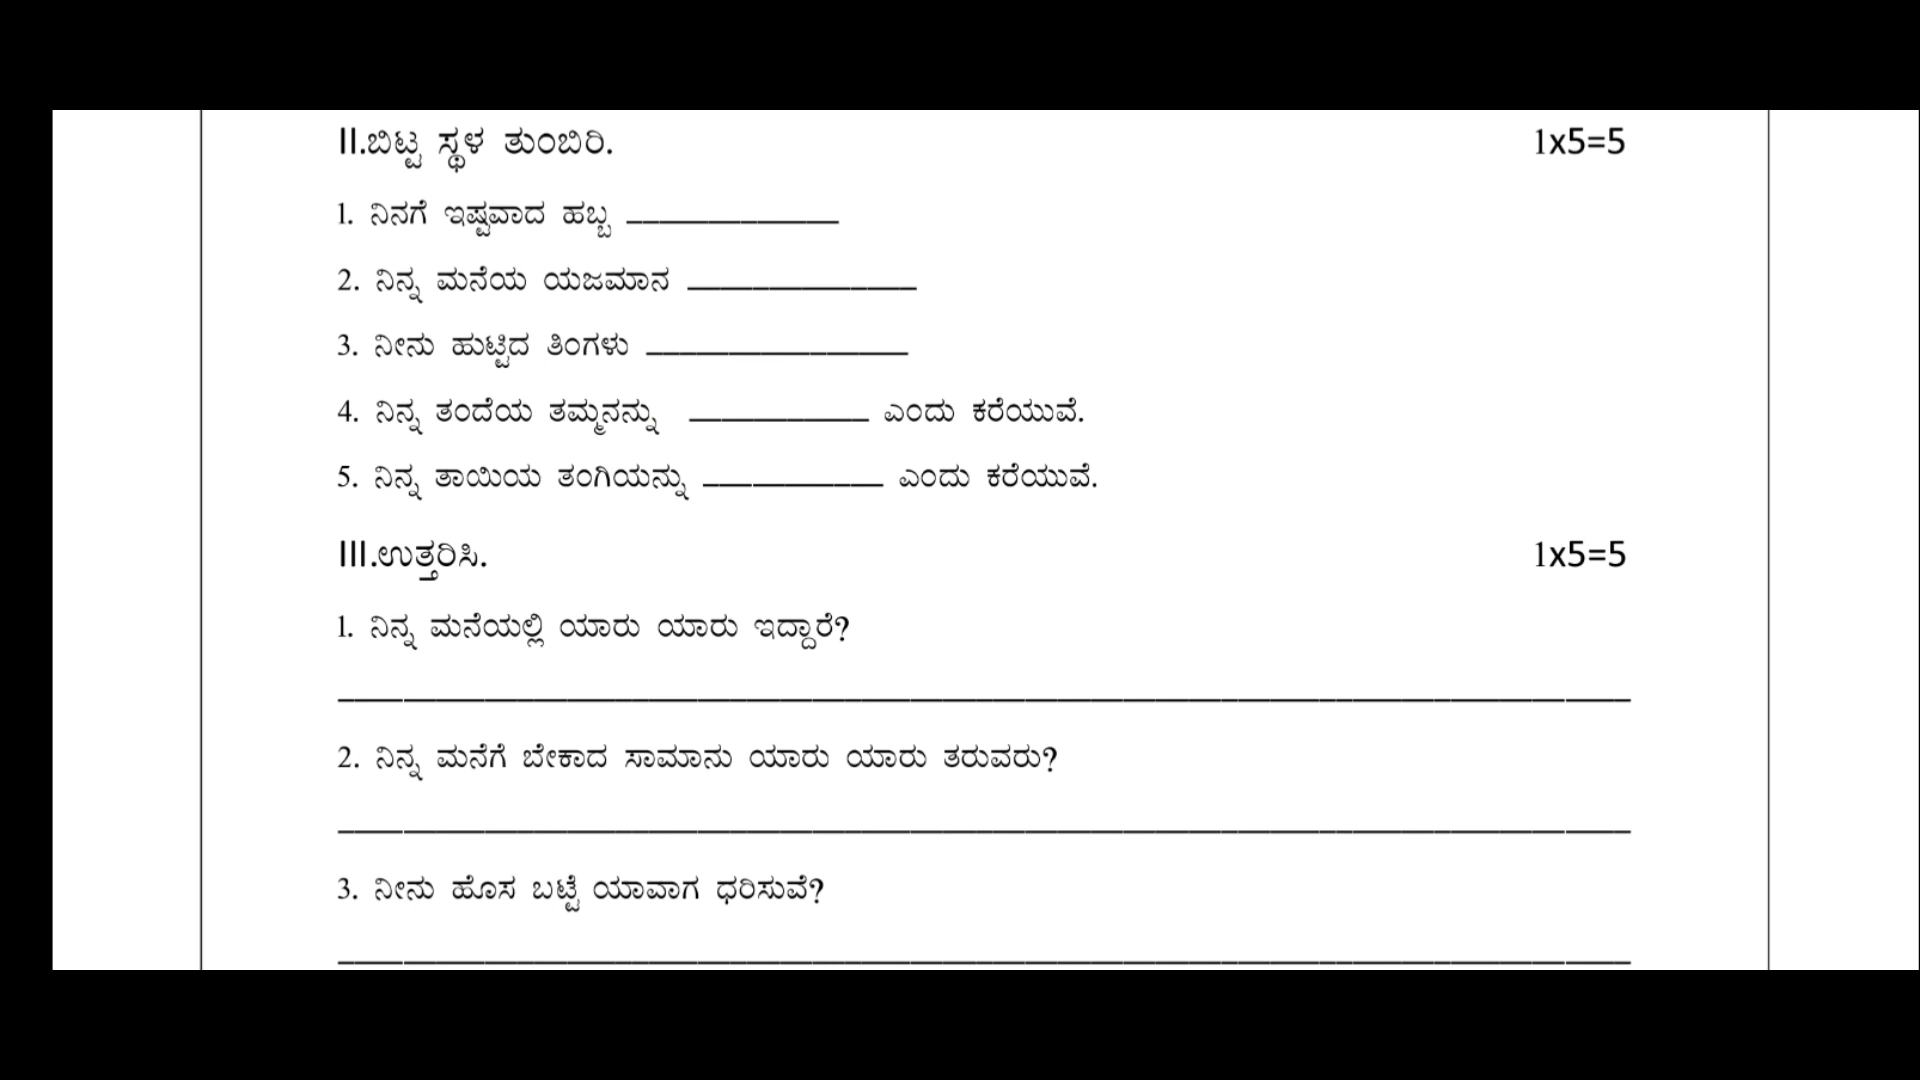 II.ಬಿಟ್ಟ ಸ್ಥಳ ತುಂಬಿರಿ. 1x5=5
1. ನಿನಗೆ ಇಷ್ಟವಾದ ಹಬ್ಬ _____________
2. ನಿನ್ನ ಮನೆಯ ಯಜಮಾನ ______________
3. ನೀನು ಹುಟ್ಟಿದ ತಿಂಗಳು ________________
4. ನಿನ್ನ ತಂದೆಯ ತಮ್ಮನನ್ನು ___________ ಎಂದು ಕರೆಯುವೆ.
5. ನಿನ್ನ ತಾಯಿಯ ತಂಗಿಯನ್ನು ___________ ಎಂದು ಕರೆಯುವೆ.
III.ಉತ್ತರಿಸಿ. 1x5=5
1. ನಿನ್ನ ಮನೆಯಲ್ಲಿ ಯಾರು ಯಾರು ಇದ್ದಾರೆ?
2. ನಿನ್ನ ಮನೆಗೆ ಬೇಕಾದ ಸಾಮಾನು ಯಾರು ಯಾರು ತರುವರು?
3. ನೀನು ಹೊಸ ಬಟ್ಟೆ ಯಾವಾಗ ಧರಿಸುವೆ?